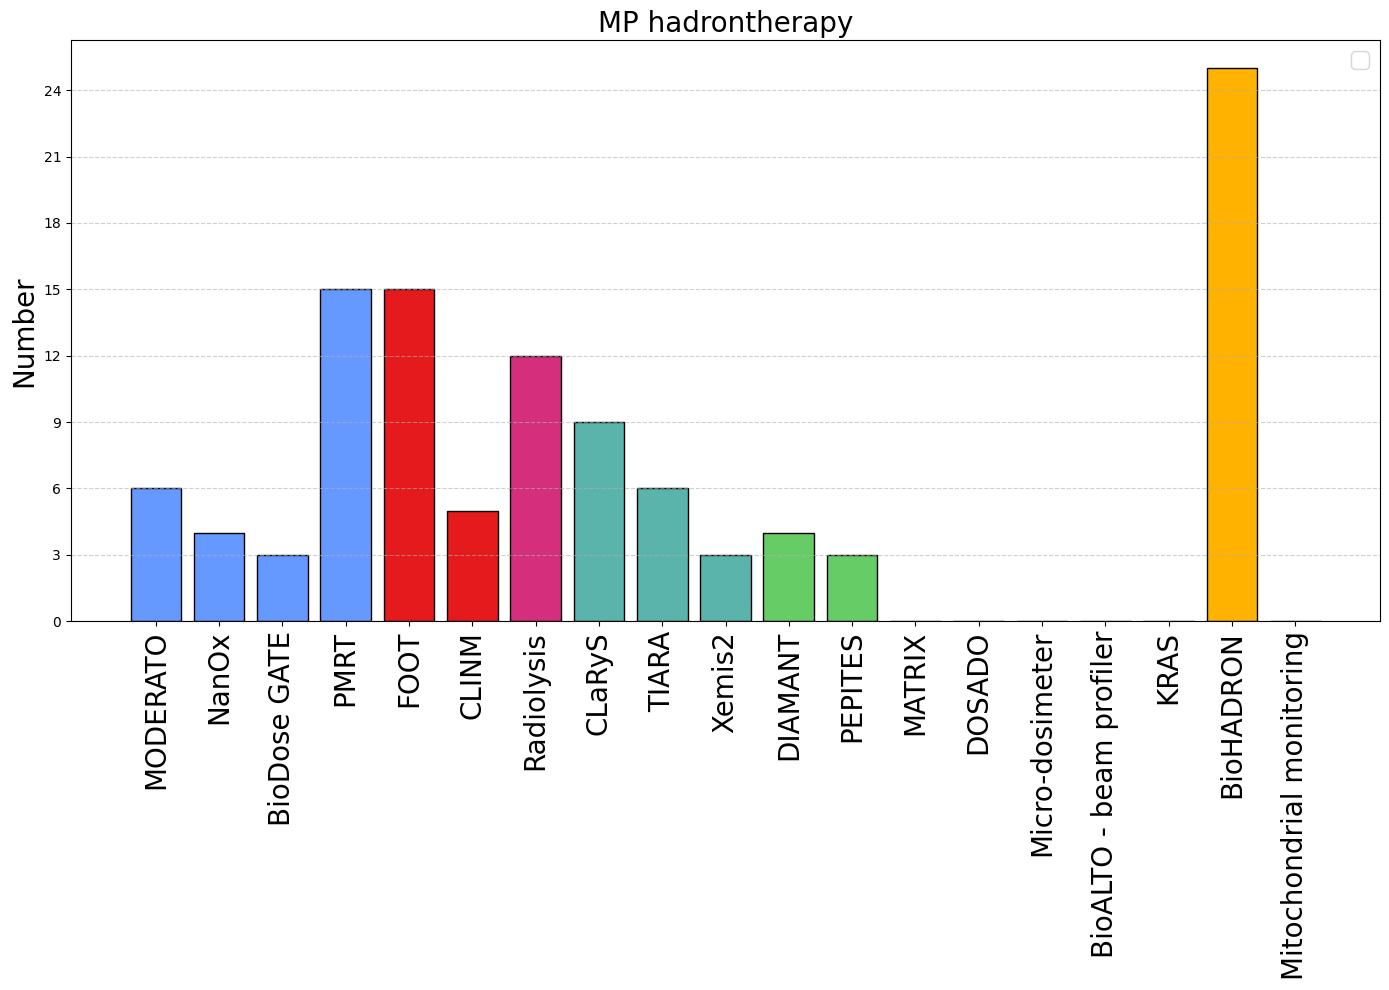 MP hadrontherapy
Number
24
21
18
15
12
9
6
3
0
MODERATO
NanOx
BioDose GATE
PMRT
FOOT
CLINM
Radiolysis
CLaRyS
TIARA
Xemis2
DIAMANT
PEPITES
MATRIX
DOSADO
Micro-dosimeter
BioALTO - beam profiler
KRAS
BioHADRON
Mitochondrial monitoring